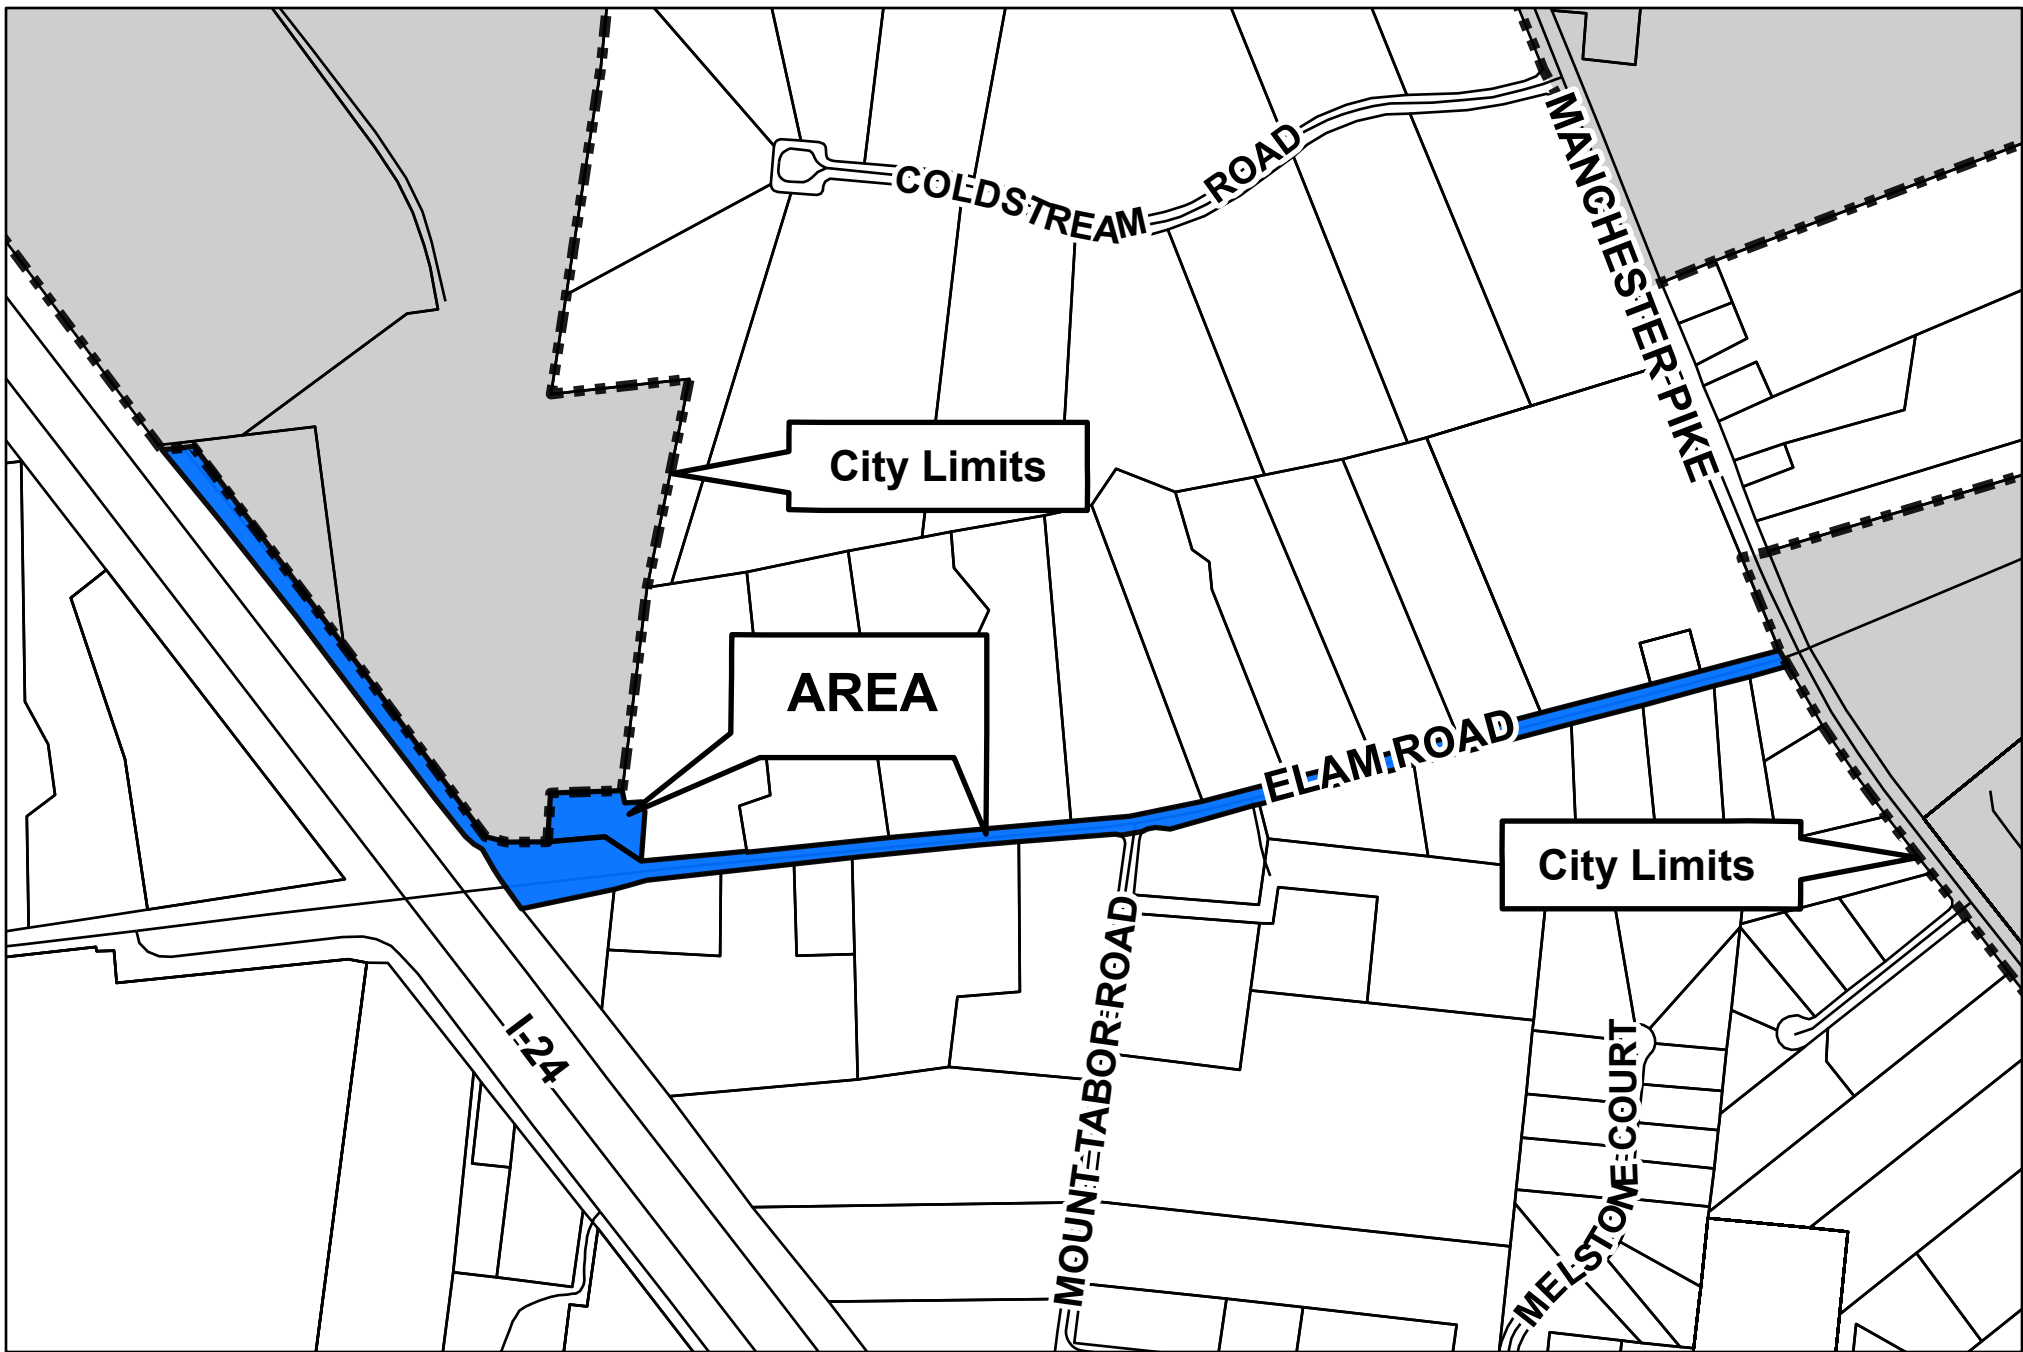 COLDSTREAM ROAD
MANCHESTER PIKE
City Limits
AREA
ELAM ROAD
City Limits
I-24
MOUNT TABOR ROAD
MELSTONE COURT